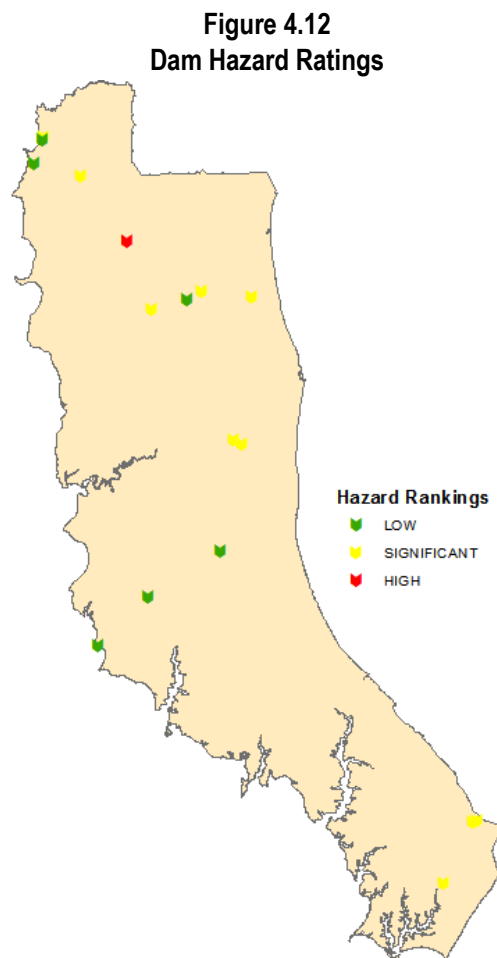 Figure 4.12
Dam Hazard Ratings
Hazard Rankings
LOW
SIGNIFICANT
HIGH